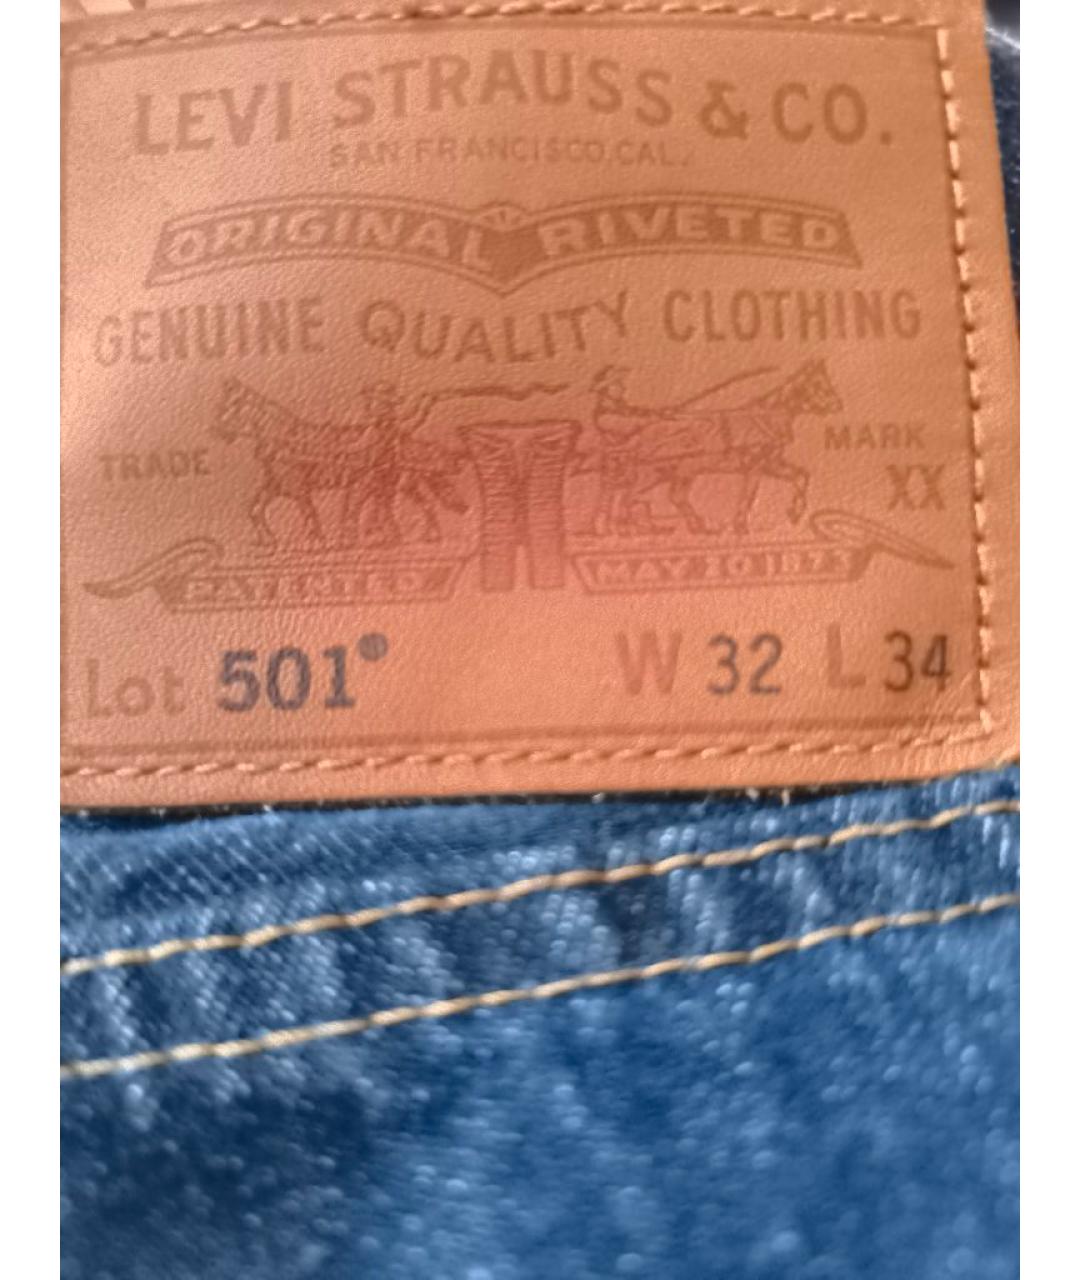 LEVI STRAUSS & CO.
SAN FRANCISCO, CAL.
ORIGINAL RIVETED
GENUINE QUALITY CLOTHING
TRADE MARK
XX
PATENTED MAY 20 1873
Lot 501® W 32 L 34